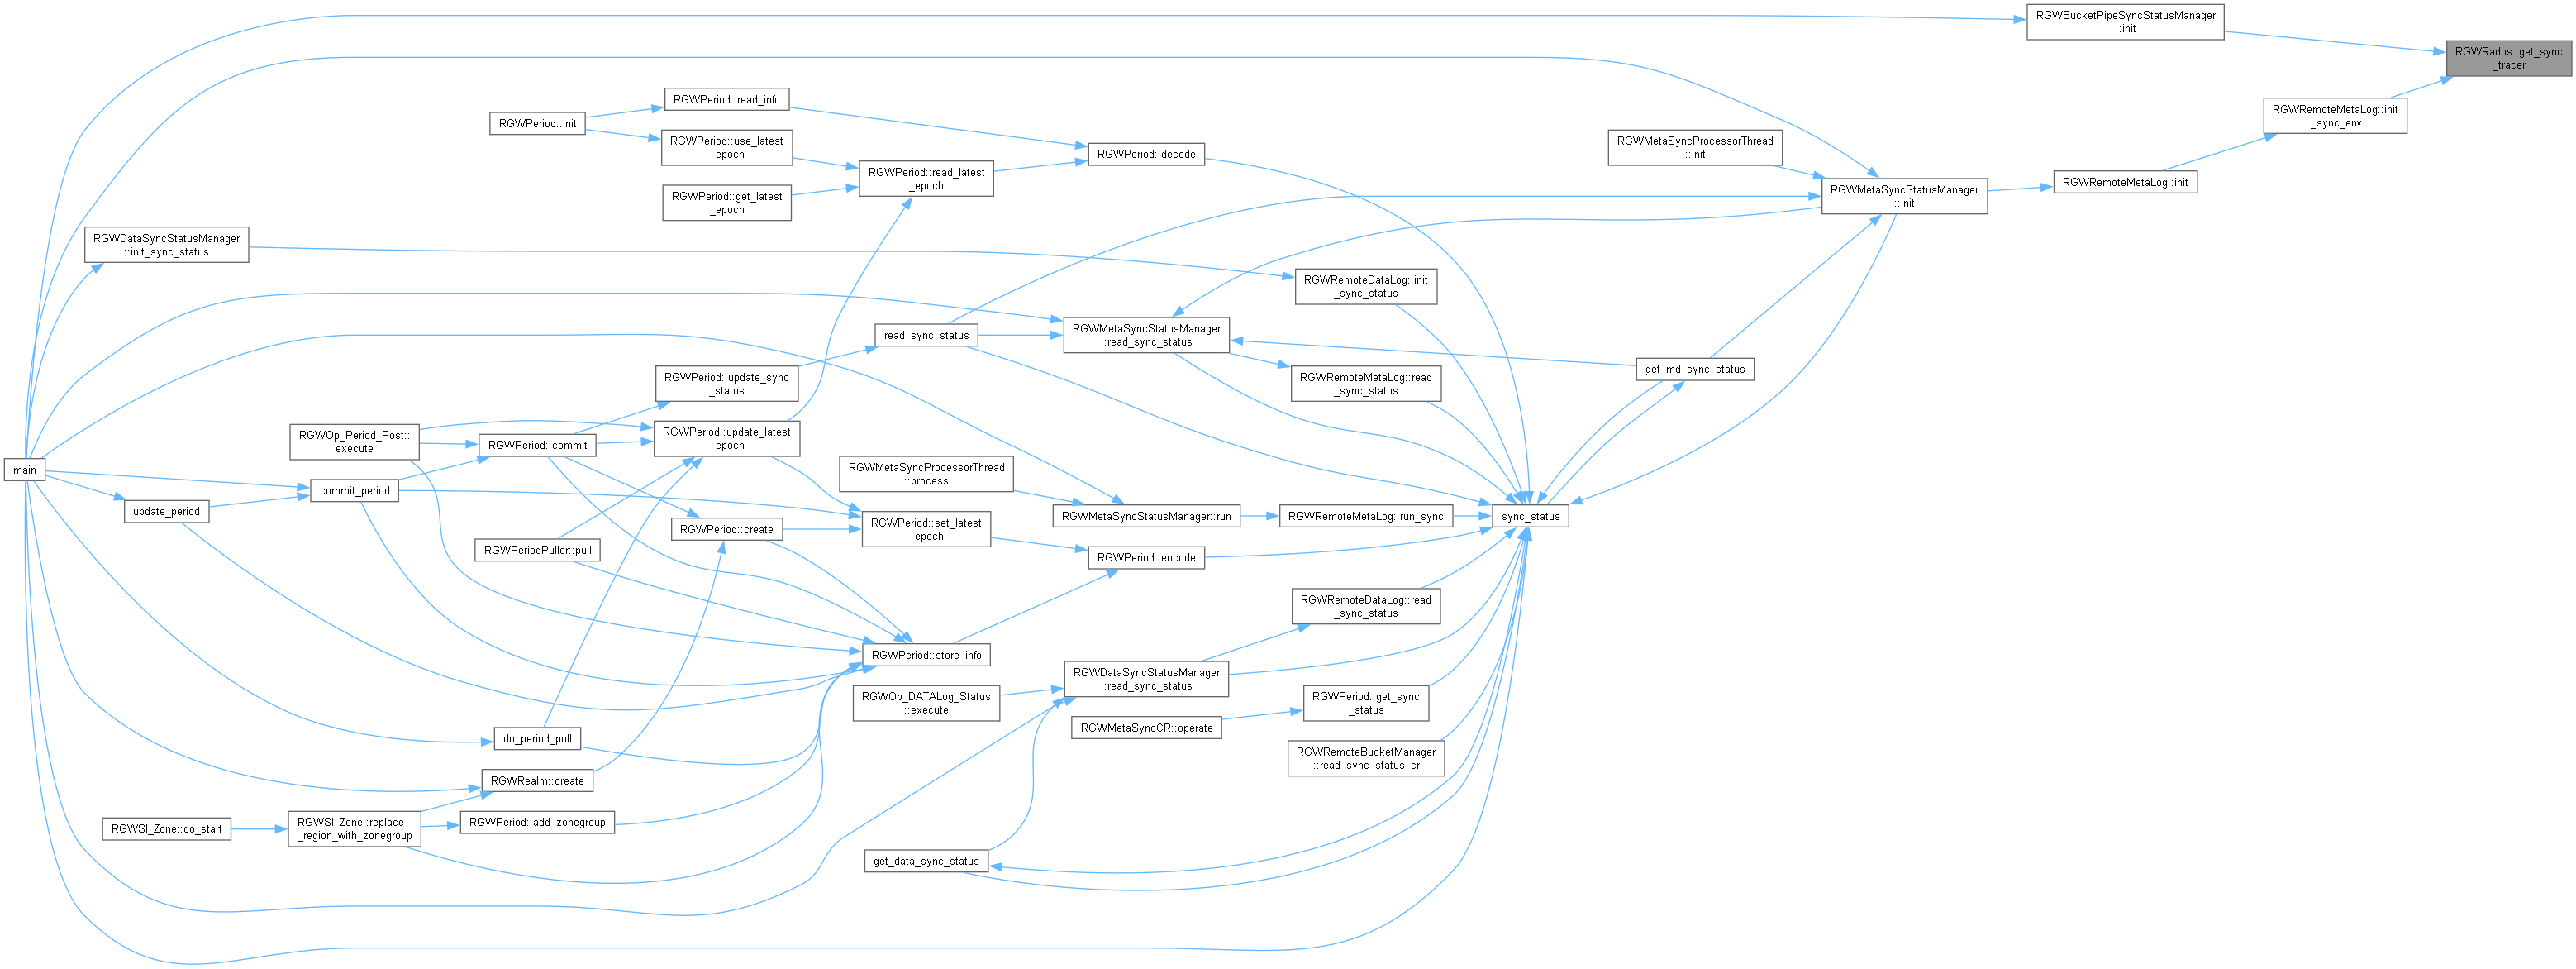 RGWBucketPipeSyncStatusManager
::init
RGWRados::get_sync
_tracer
RGWPeriod::read_info
RGWRemoteMetaLog::init
_sync_env
RGWPeriod::init
RGWPeriod::use_latest
_epoch
RGWMetaSyncProcessorThread
::init
RGWPeriod::decode
RGWPeriod::read_latest
_epoch
RGWRemoteMetaLog::init
RGWPeriod::get_latest
_epoch
RGWMetaSyncStatusManager
::init
RGWDataSyncStatusManager
::init_sync_status
RGWRemoteDataLog::init
_sync_status
read_sync_status
RGWMetaSyncStatusManager
::read_sync_status
get_md_sync_status
RGWPeriod::update_sync
_status
RGWRemoteMetaLog::read
_sync_status
RGWOp_Period_Post::
execute
RGWPeriod::commit
RGWPeriod::update_latest
_epoch
main
RGWMetaSyncProcessorThread
::process
commit_period
update_period
RGWPeriod::create
RGWPeriod::set_latest
_epoch
RGWMetaSyncStatusManager::run
RGWRemoteMetaLog::run_sync
sync_status
RGWPeriodPuller::pull
RGWPeriod::encode
RGWRemoteDataLog::read
_sync_status
RGWPeriod::store_info
RGWDataSyncStatusManager
::read_sync_status
RGWOp_DATALog_Status
::execute
RGWPeriod::get_sync
_status
RGWMetaSyncCR::operate
do_period_pull
RGWRemoteBucketManager
::read_sync_status_cr
RGWRealm::create
RGWSI_Zone::do_start
RGWSI_Zone::replace
_region_with_zonegroup
RGWPeriod::add_zonegroup
get_data_sync_status